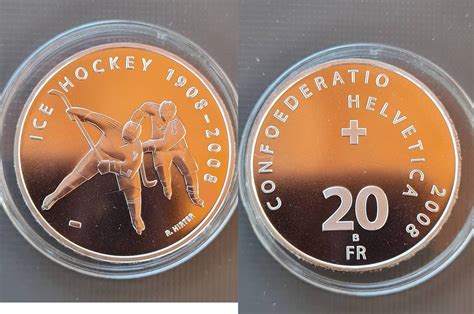 ICE HOCKEY 1908-2008
R. HIRTER
CONFOEDERATIO
HELVETICA 2008
20
B
FR